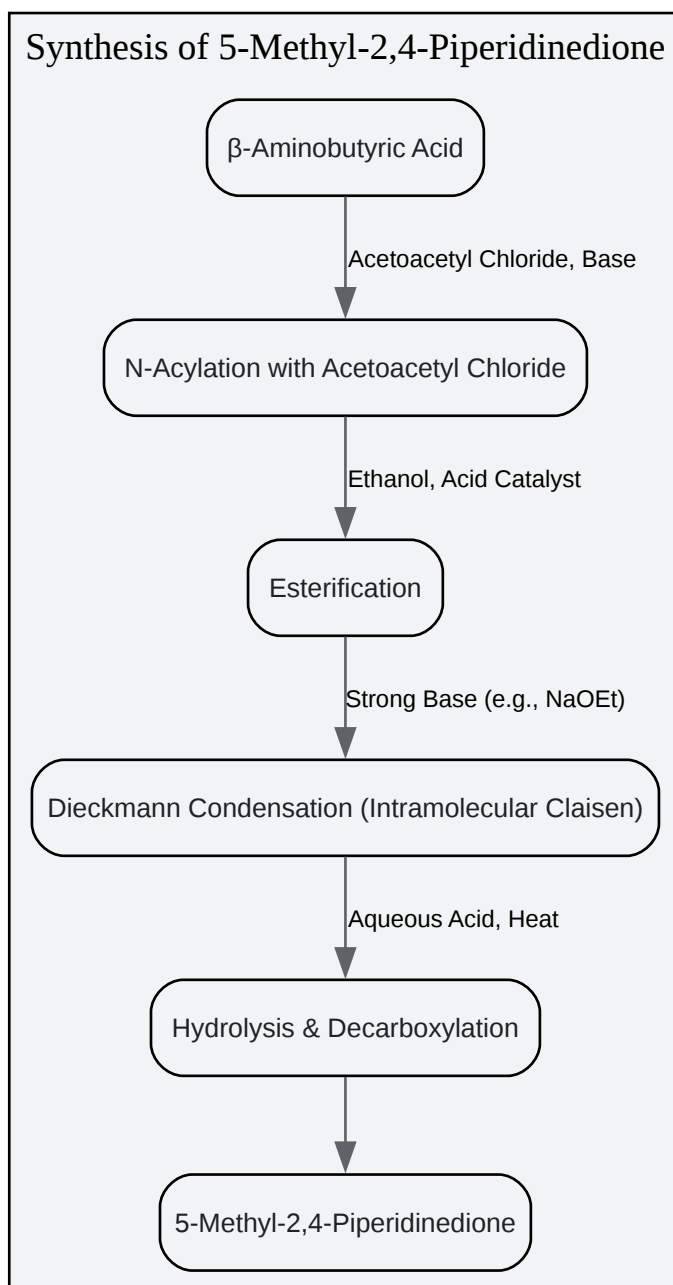 Synthesis of 5-Methyl-2,4-Piperidinedione
β-Aminobutyric Acid
Acetoacetyl Chloride, Base
N-Acylation with Acetoacetyl Chloride
Ethanol, Acid Catalyst
Esterification
Strong Base (e.g., NaOEt)
Dieckmann Condensation (Intramolecular Claisen)
Aqueous Acid, Heat
Hydrolysis & Decarboxylation
5-Methyl-2,4-Piperidinedione